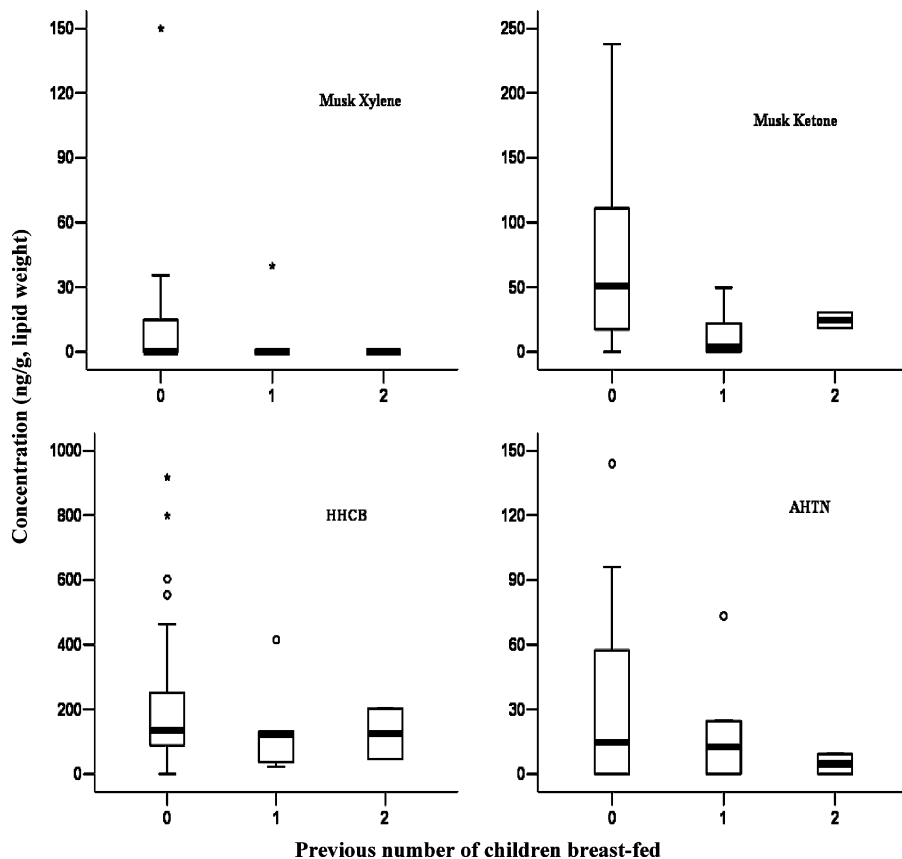 Concentration (ng/g, lipid weight)
150
120
90
60
30
0
Musk Xylene
*
*
0 1 2
250
200
150
100
50
0
Musk Ketone
0 1 2
1000
800
600
400
200
0
HHCB
*
*
0 1 2
150
120
90
60
30
0
AHTN
0 1 2
Previous number of children breast-fed